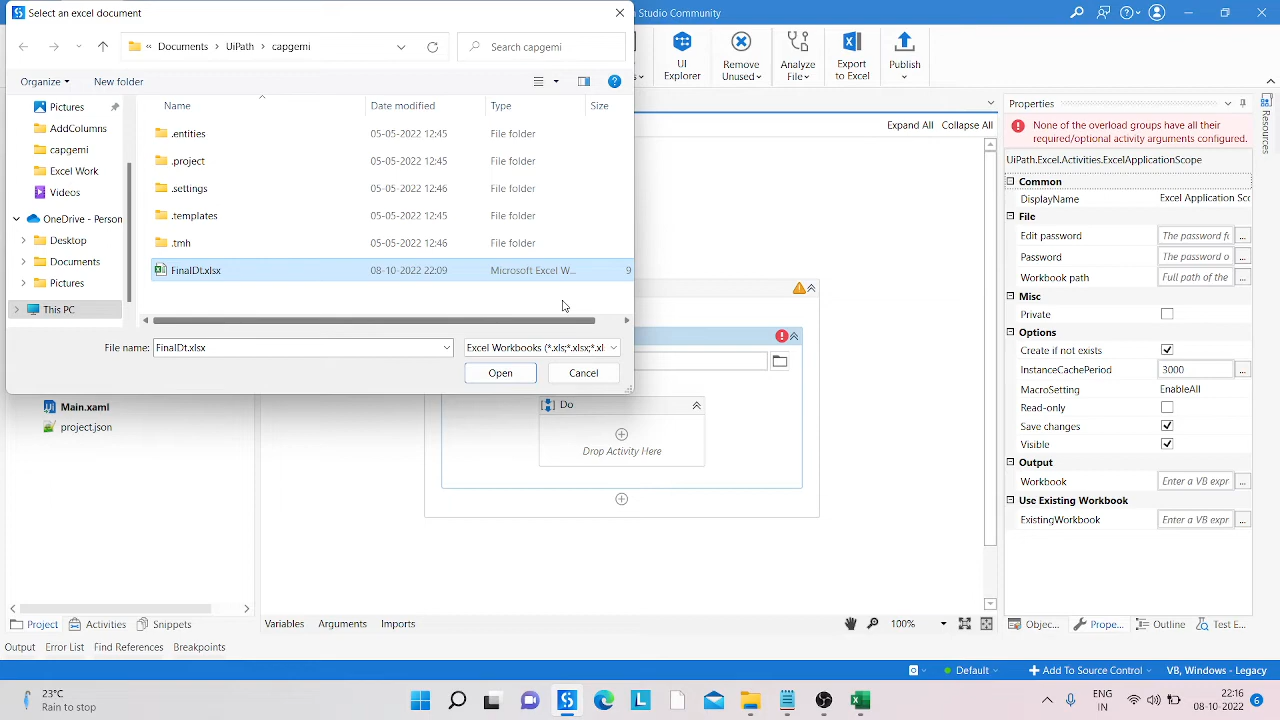 Select an excel document
Studio Community
« Documents > UiPath > capgemi
Search capgemi
Organize
New folder
UI Explorer
Remove Unused
Analyze File
Export to Excel
Publish
Name
Date modified
Type
Size
Pictures
AddColumns
capgemi
Excel Work
Videos
OneDrive - Person
Desktop
Documents
Pictures
This PC
.entities 05-05-2022 12:45 File folder
.project 05-05-2022 12:45 File folder
.settings 05-05-2022 12:46 File folder
.templates 05-05-2022 12:45 File folder
.tmh 05-05-2022 12:46 File folder
FinalDt.xlsx 08-10-2022 22:09 Microsoft Excel W... 9
File name: FinalDt.xlsx
Excel Workbooks (*.xls;*.xlsx;*.xl
Open
Cancel
Main.xaml
project.json
Expand All Collapse All
Do
Drop Activity Here
Properties
None of the overload groups have all their required/optional activity arguments configured.
UiPath.Excel.Activities.ExcelApplicationScope
Common
DisplayName Excel Application Sco
File
Edit password The password fo ...
Password The password o ...
Workbook path Full path of the ...
Misc
Private
Options
Create if not exists
InstanceCachePeriod 3000 ...
MacroSetting EnableAll
Read-only
Save changes
Visible
Output
Workbook Enter a VB expr ...
Use Existing Workbook
ExistingWorkbook Enter a VB expr ...
Resources
Project Activities Snippets
Variables Arguments Imports
100%
Objec... Prope... Outline Test E...
Output Error List Find References Breakpoints
Default
Add To Source Control
VB, Windows - Legacy
23°C
Rain to start
ENG
IN
22:16
08-10-2022
6